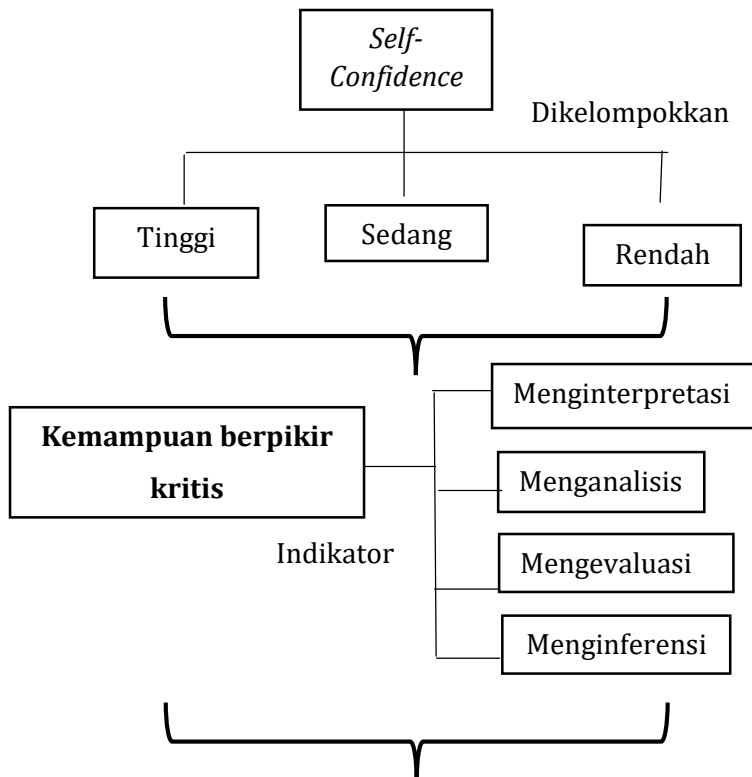 Self-
Confidence
Dikelompokkan
Tinggi
Sedang
Rendah
Menginterpretasi
Kemampuan berpikir
kritis
Menganalisis
Indikator
Mengevaluasi
Menginferensi